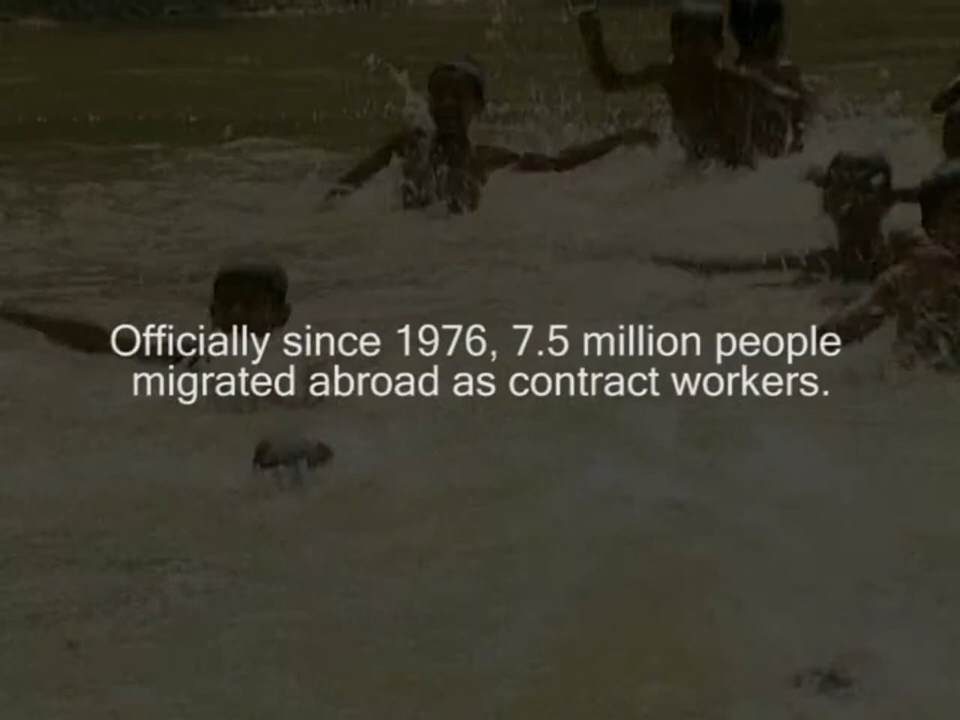 Officially since 1976, 7.5 million people
migrated abroad as contract workers.